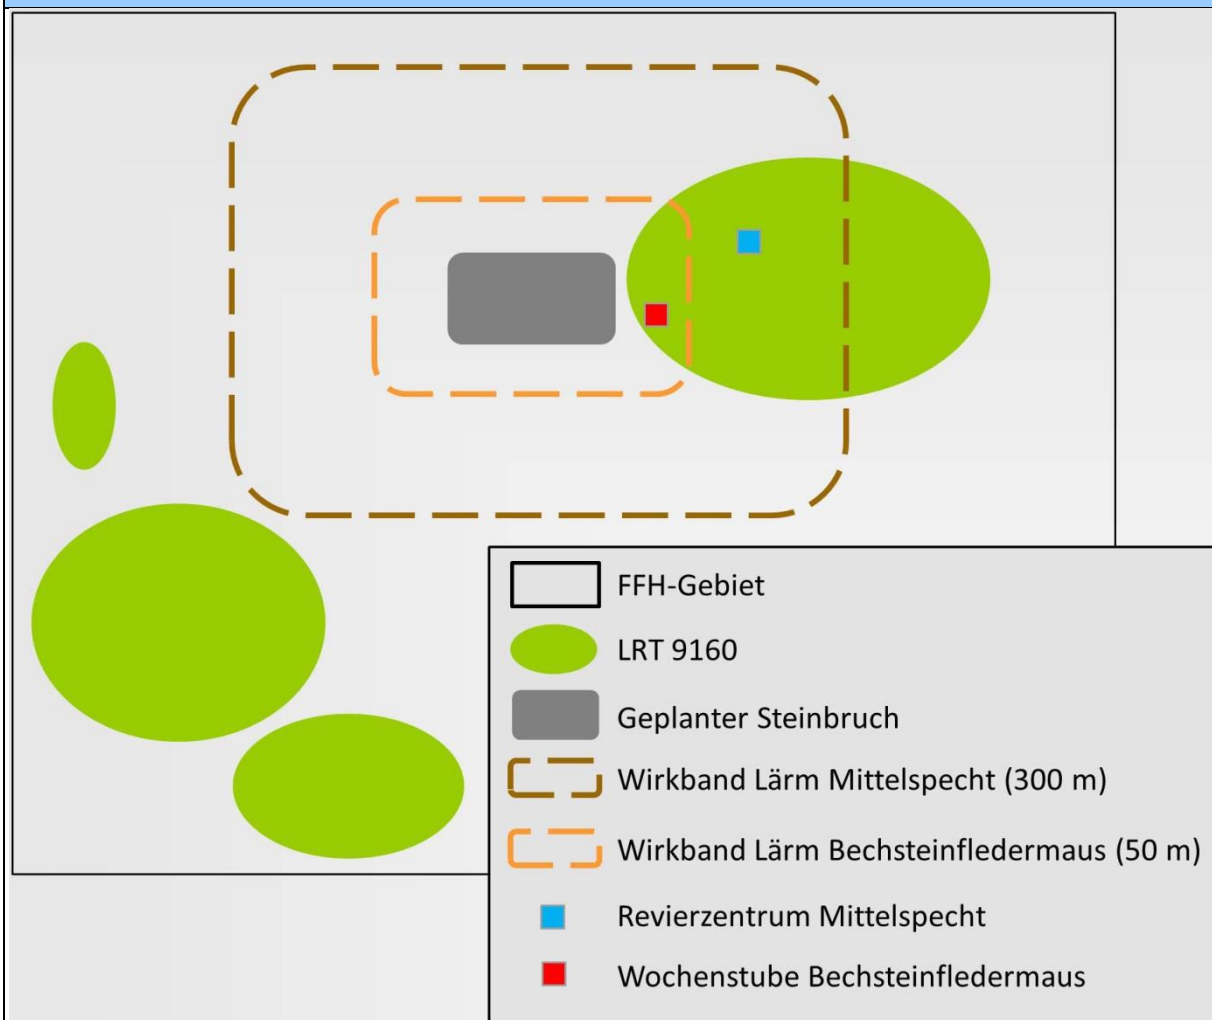 FFH-Gebiet
LRT 9160
Geplanter Steinbruch
Wirkband Lärm Mittelspecht (300 m)
Wirkband Lärm Bechsteinfledermaus (50 m)
Revierzentrum Mittelspecht
Wochenstube Bechsteinfledermaus